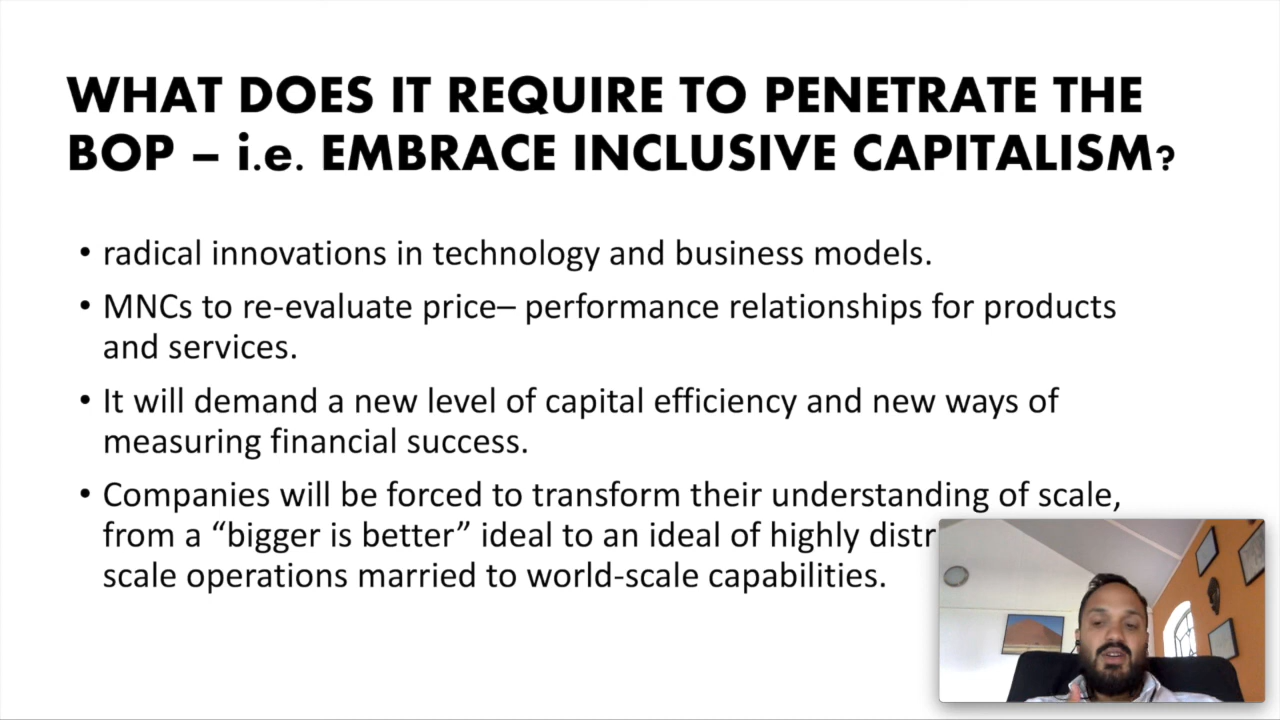 WHAT DOES IT REQUIRE TO PENETRATE THE
BOP – i.e. EMBRACE INCLUSIVE CAPITALISM?
• radical innovations in technology and business models.
• MNCs to re-evaluate price– performance relationships for products
and services.
• It will demand a new level of capital efficiency and new ways of
measuring financial success.
• Companies will be forced to transform their understanding of scale,
from a “bigger is better” ideal to an ideal of highly
scale operations married to world-scale capabilities.